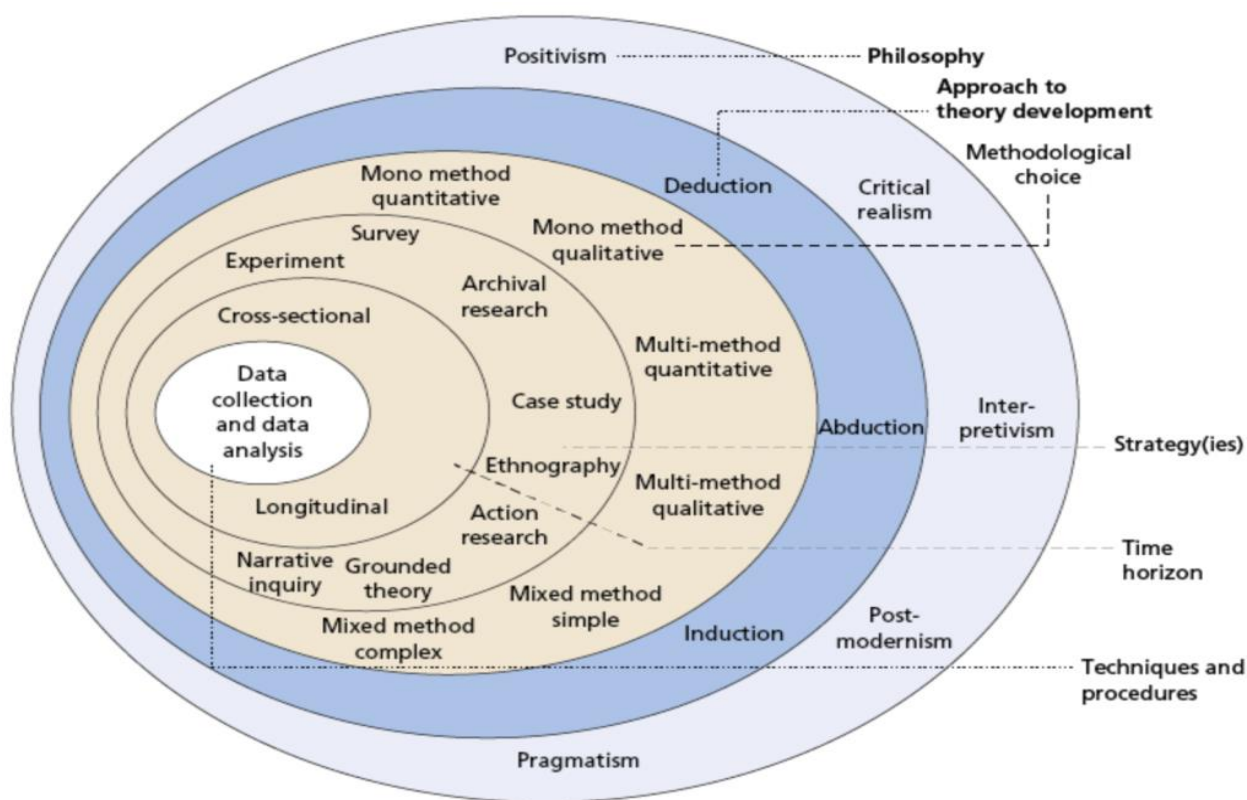 Positivism
Philosophy
Approach to
theory development
Methodological
choice
Mono method
quantitative
Deduction
Critical
realism
Survey
Mono method
qualitative
Experiment
Archival
research
Cross-sectional
Multi-method
quantitative
Data
collection
and data
analysis
Case study
Inter-
pretivism
Abduction
Strategy(ies)
Ethnography
Multi-method
qualitative
Longitudinal
Action
research
Time
horizon
Narrative
inquiry
Grounded
theory
Mixed method
simple
Post-
modernism
Mixed method
complex
Induction
Techniques and
procedures
Pragmatism